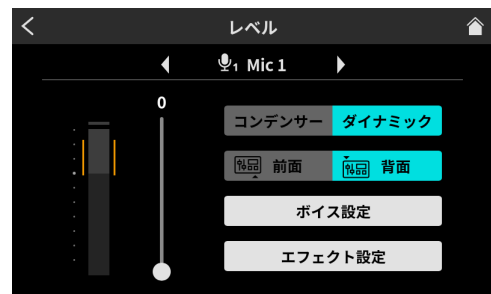 レベル
1 Mic 1
0
コンデンサー ダイナミック
前面 背面
ボイス設定
エフェクト設定